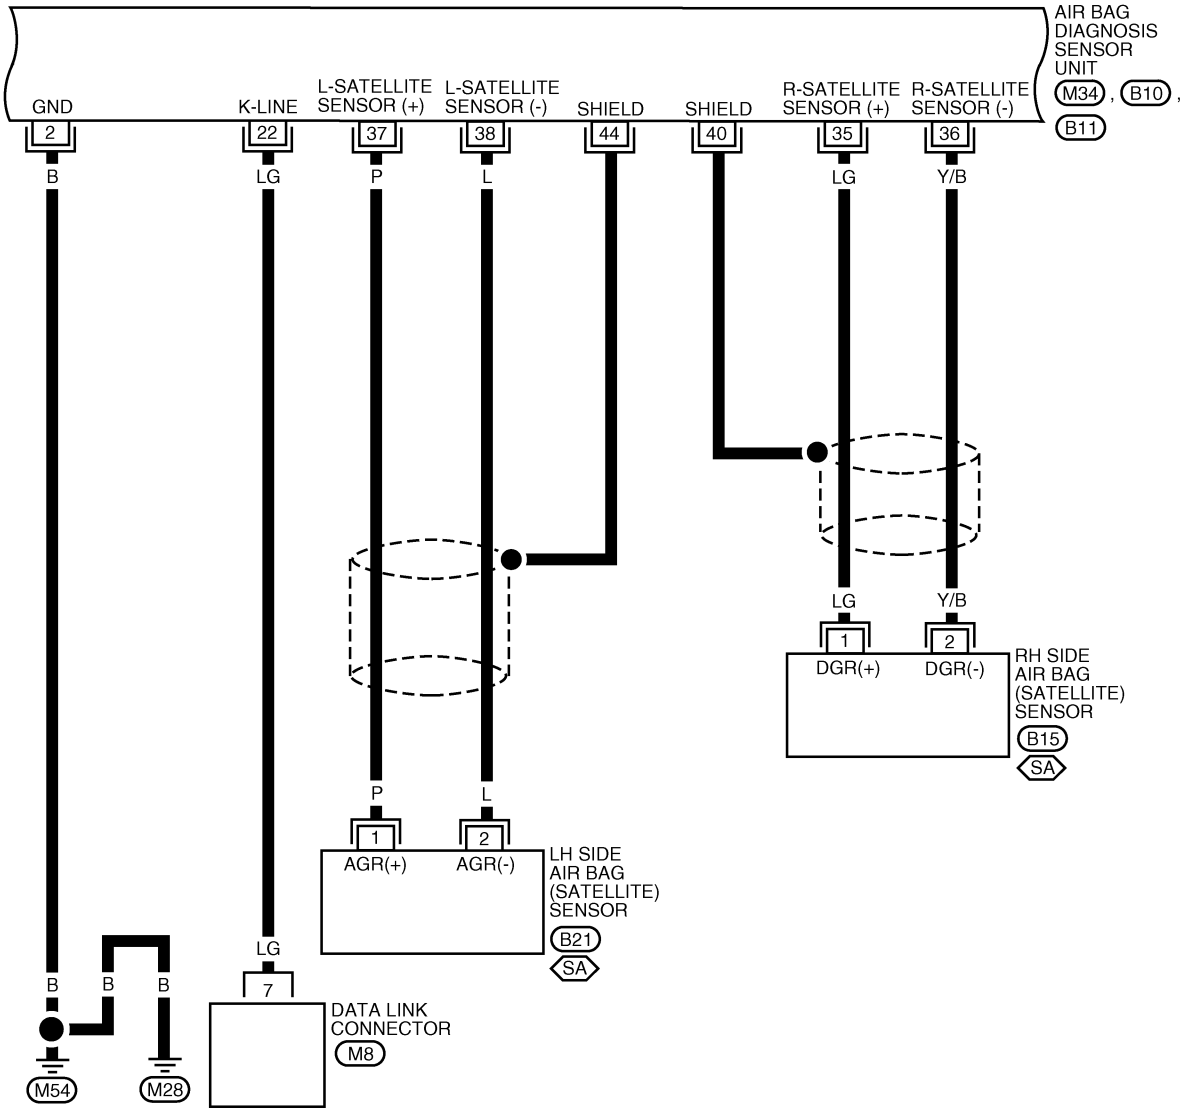 AIR BAG
DIAGNOSIS
SENSOR
UNIT
M34 , B10 ,
B11
GND
K-LINE
L-SATELLITE
SENSOR (+)
L-SATELLITE
SENSOR (-)
SHIELD
SHIELD
R-SATELLITE
SENSOR (+)
R-SATELLITE
SENSOR (-)
2 22 37 38 44 40 35 36
B LG P L LG Y/B
LG Y/B
1 2
DGR(+) DGR(-)
RH SIDE
AIR BAG
(SATELLITE)
SENSOR
B15
SA
P L
1 2
AGR(+) AGR(-)
LH SIDE
AIR BAG
(SATELLITE)
SENSOR
B21
SA
LG
B B B
7
DATA LINK
CONNECTOR
M8
M54 M28